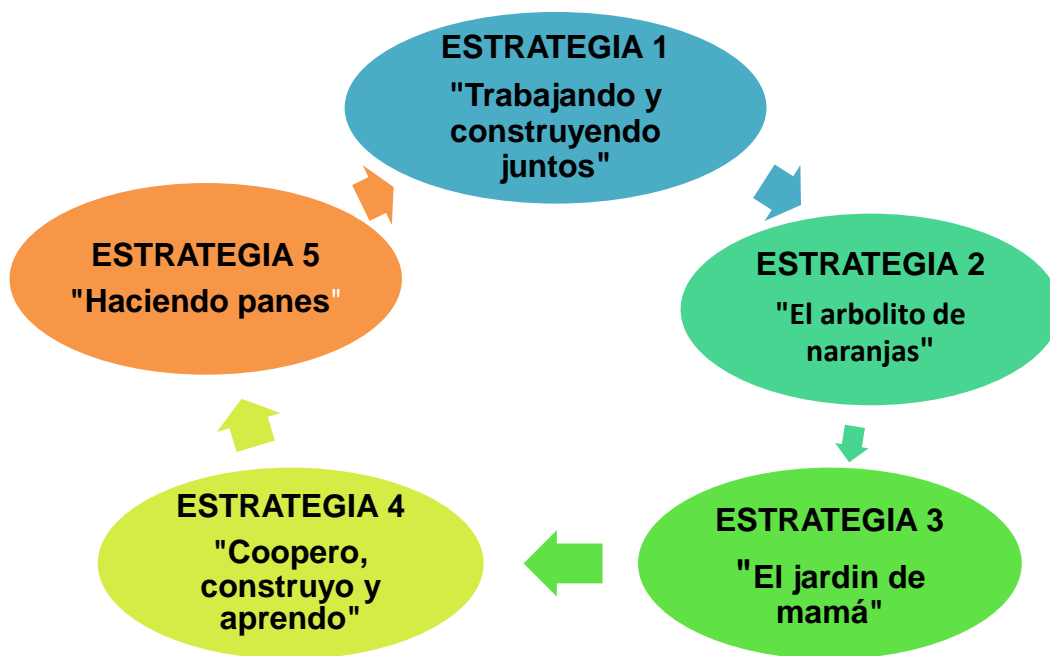 ESTRATEGIA 1
"Trabajando y
construyendo
juntos"
ESTRATEGIA 2
"El arbolito de
naranjas"
ESTRATEGIA 3
"El jardin de
mamá"
ESTRATEGIA 4
"Coopero,
construyo y
aprendo"
ESTRATEGIA 5
"Haciendo panes"